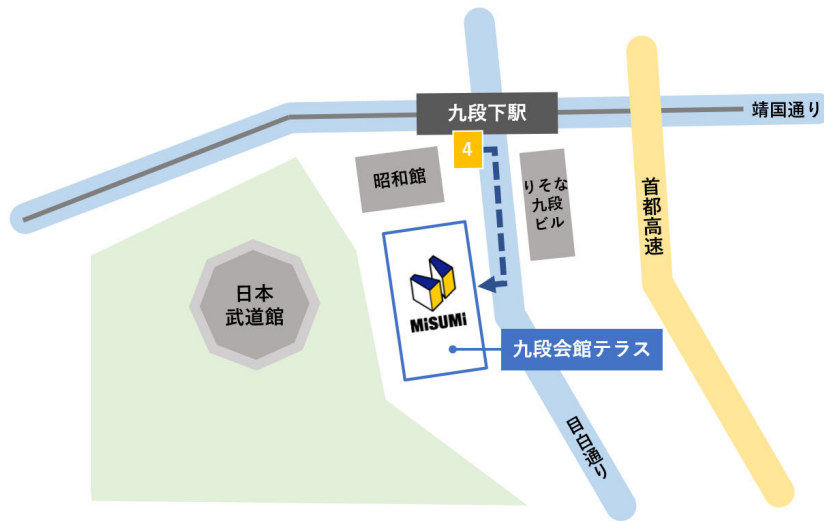 九段下駅
靖国通り
4
昭和館
りそな
九段
ビル
首都高速
日本
武道館
MiSUMi
九段会館テラス
目白通り